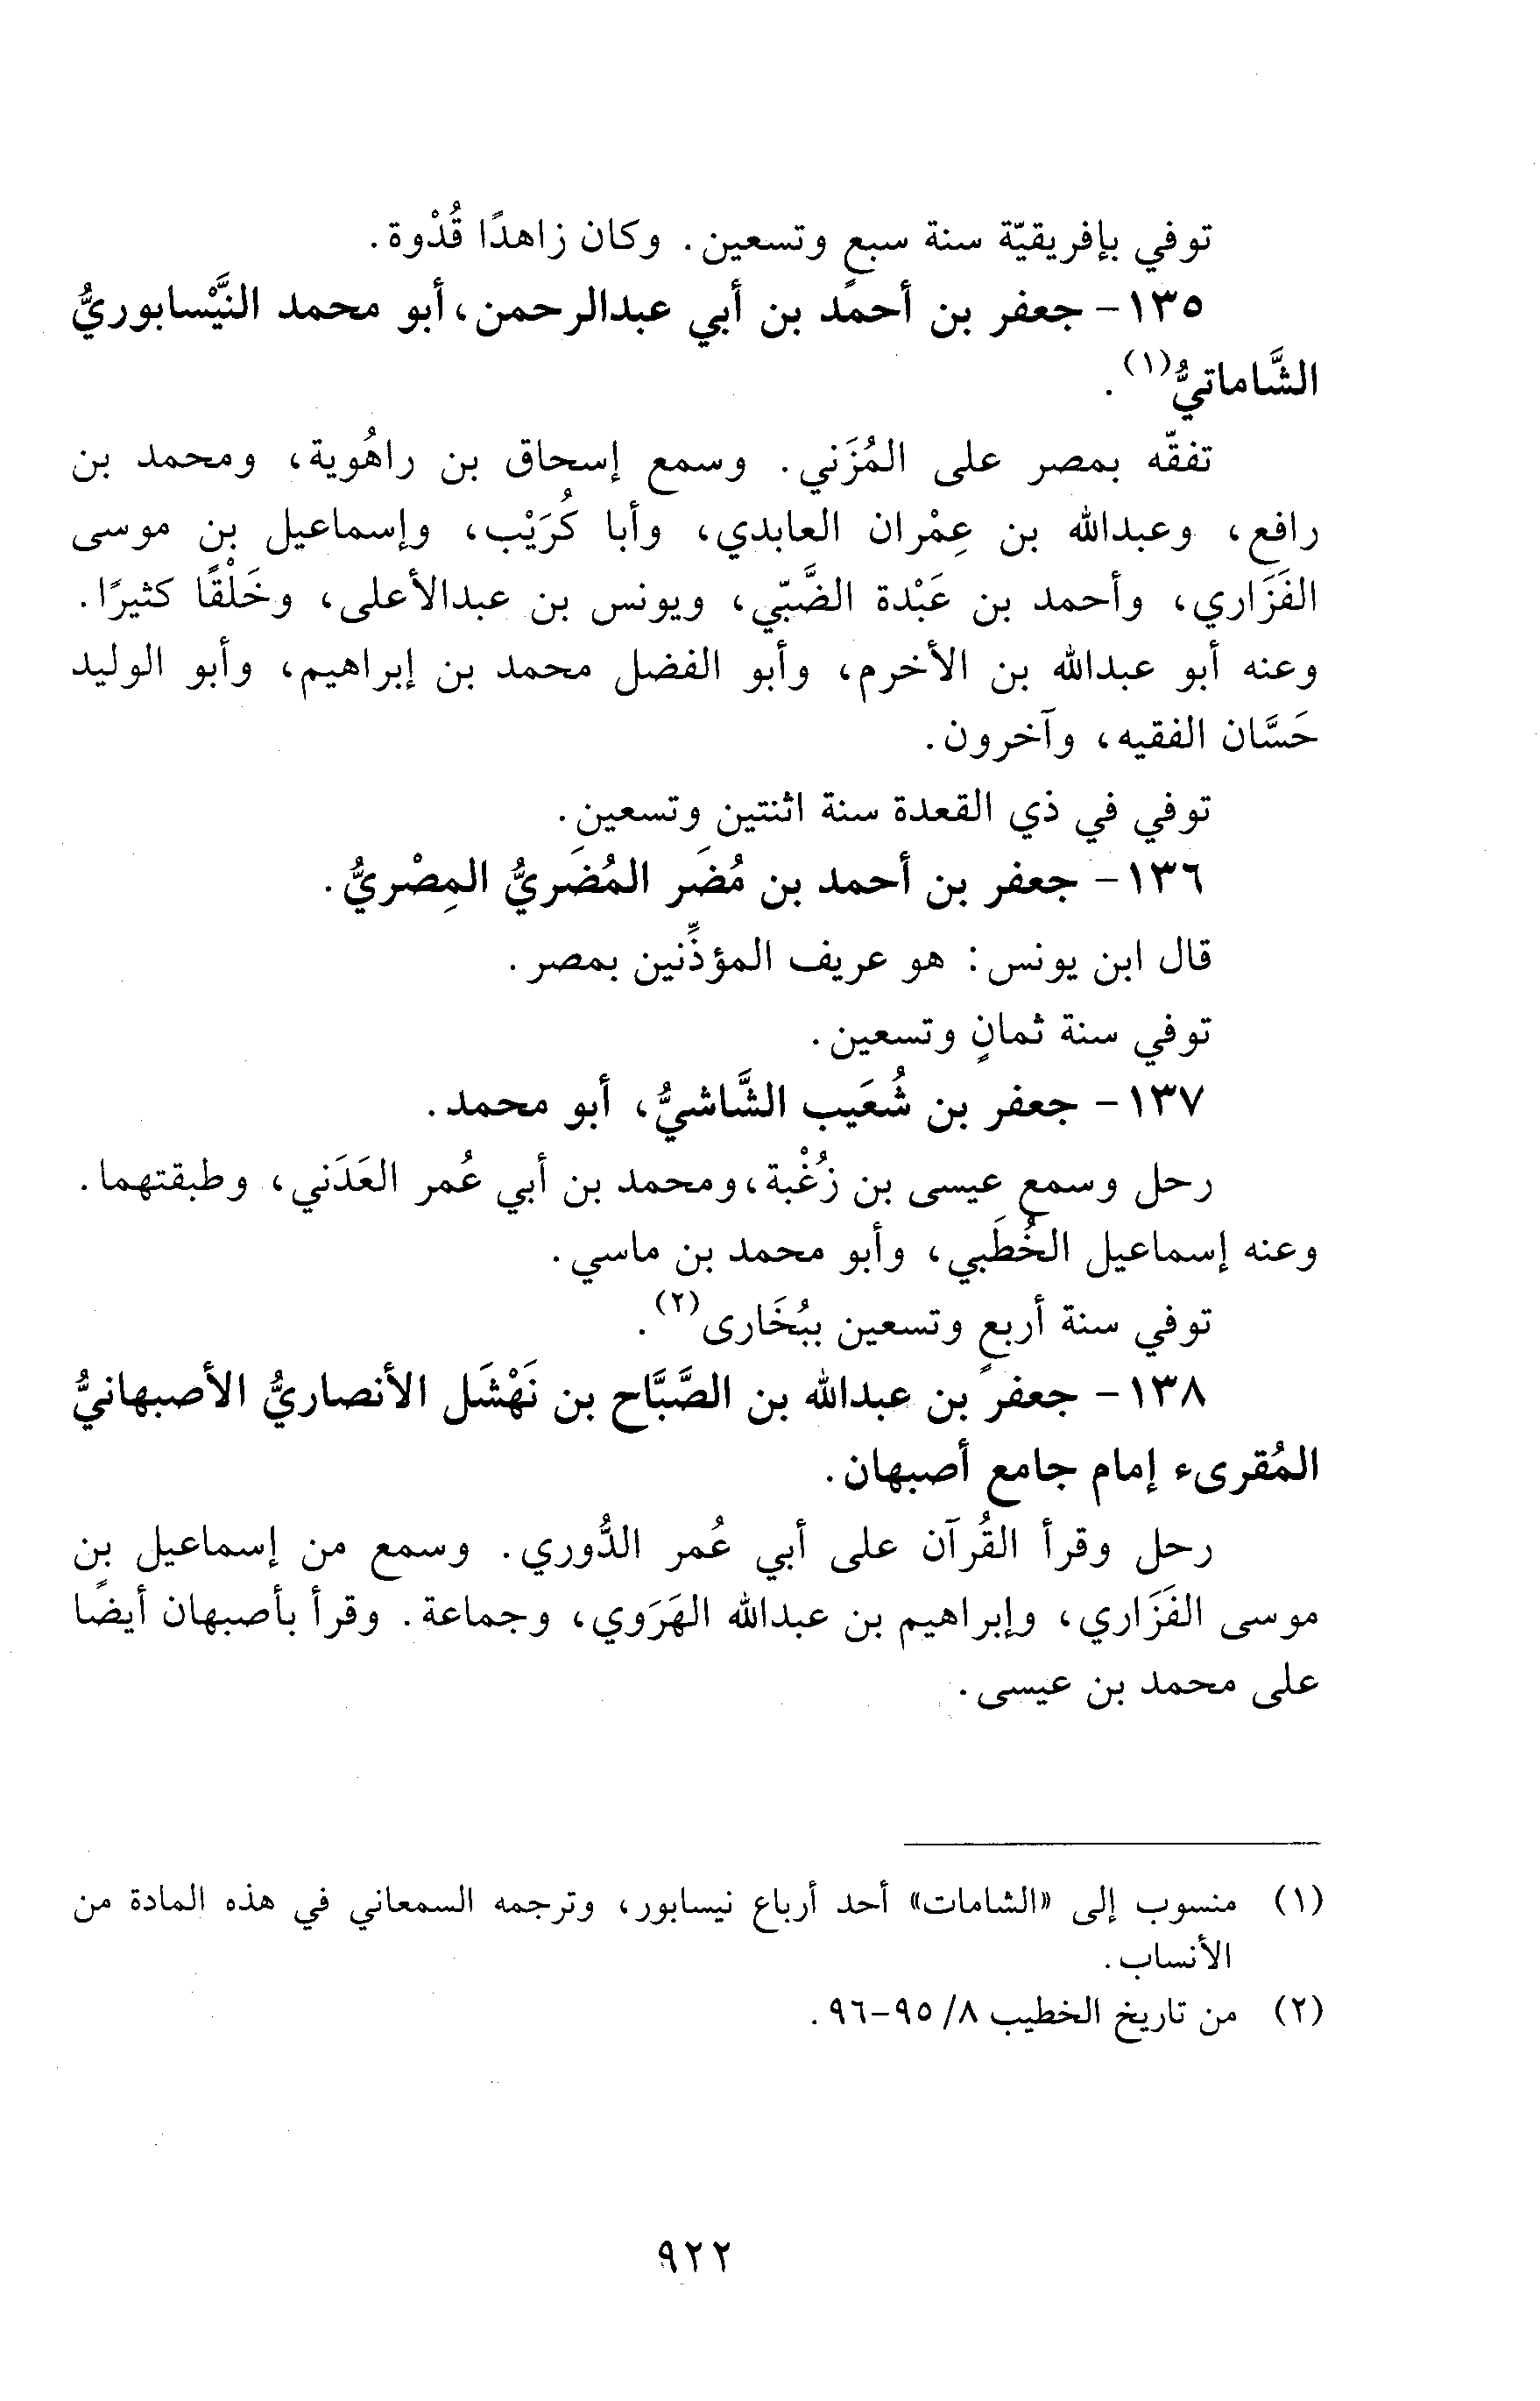 توفي بإفريقيّة سنة سبعٍ وتسعين. وكان زاهدًا قُدْوة.
١٣٥- جعفر بن أحمد بن أبي عبدالرحمن، أبو محمد النَّيْسابوريُّ
الشَّاماتيُّ(١).
تفقّه بمصر على المُزَني. وسمع إسحاق بن راهُوية، ومحمد بن
رافع، وعبدالله بن عِمْران العابدي، وأبا كُرَيْب، وإسماعيل بن موسى
الفَزَاري، وأحمد بن عَبْدة الضَّبّي، ويونس بن عبدالأعلى، وخَلْقًا كثيرًا.
وعنه أبو عبدالله بن الأخرم، وأبو الفضل محمد بن إبراهيم، وأبو الوليد
حَسَّان الفقيه، وآخرون.
توفي في ذي القعدة سنة اثنتين وتسعين.
١٣٦- جعفر بن أحمد بن مُضَر المُضَريُّ المِصْريُّ.
قال ابن يونس: هو عريف المؤذِّنين بمصر.
توفي سنة ثمانٍ وتسعين.
١٣٧- جعفر بن شُعَيب الشَّاشيُّ، أبو محمد.
رحل وسمع عيسى بن زُغْبة، ومحمد بن أبي عُمر العَدَني، وطبقتهما.
وعنه إسماعيل الخُطَبي، وأبو محمد بن ماسي.
توفي سنة أربعٍ وتسعين ببُخَارى(٢).
١٣٨- جعفر بن عبدالله بن الصَّبَّاح بن نَهْشَل الأنصاريُّ الأصبهانيُّ
المُقرىء إمام جامع أصبهان.
رحل وقرأ القُرآن على أبي عُمر الدُّوري. وسمع من إسماعيل بن
موسى الفَزَاري، وإبراهيم بن عبدالله الهَرَوي، وجماعة. وقرأ بأصبهان أيضًا
على محمد بن عيسى.
(١) منسوب إلى «الشامات» أحد أرباع نيسابور، وترجمه السمعاني في هذه المادة من
الأنساب.
(٢) من تاريخ الخطيب ٨/ ٩٥-٩٦.
٩٢٢